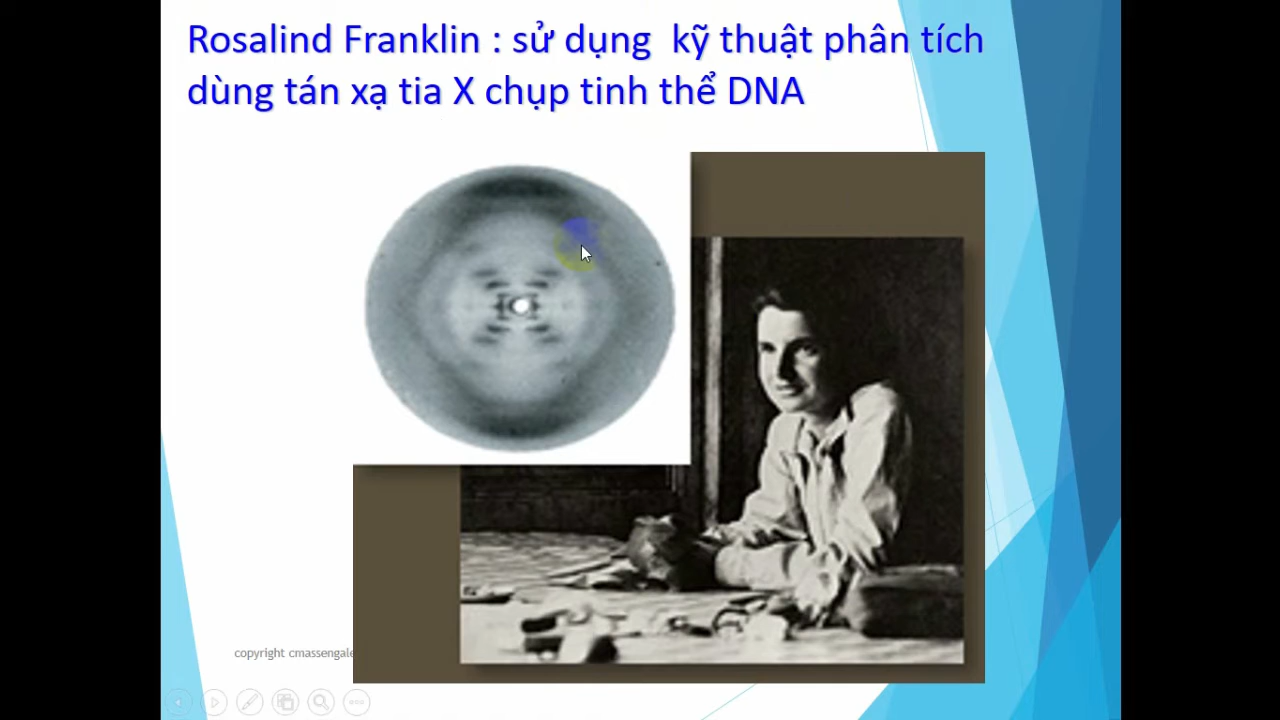 Rosalind Franklin : sử dụng kỹ thuật phân tích
dùng tán xạ tia X chụp tinh thể DNA
copyright cmassengale